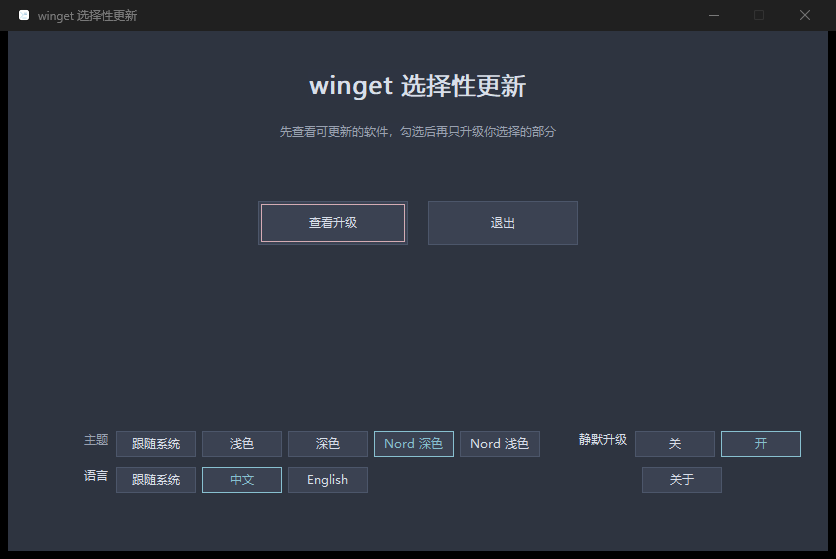 winget 选择性更新
winget 选择性更新
先查看可更新的软件，勾选后再只升级你选择的部分
查看升级 退出
主题 跟随系统 浅色 深色 Nord 深色 Nord 浅色 静默升级 关 开
语言 跟随系统 中文 English 关于